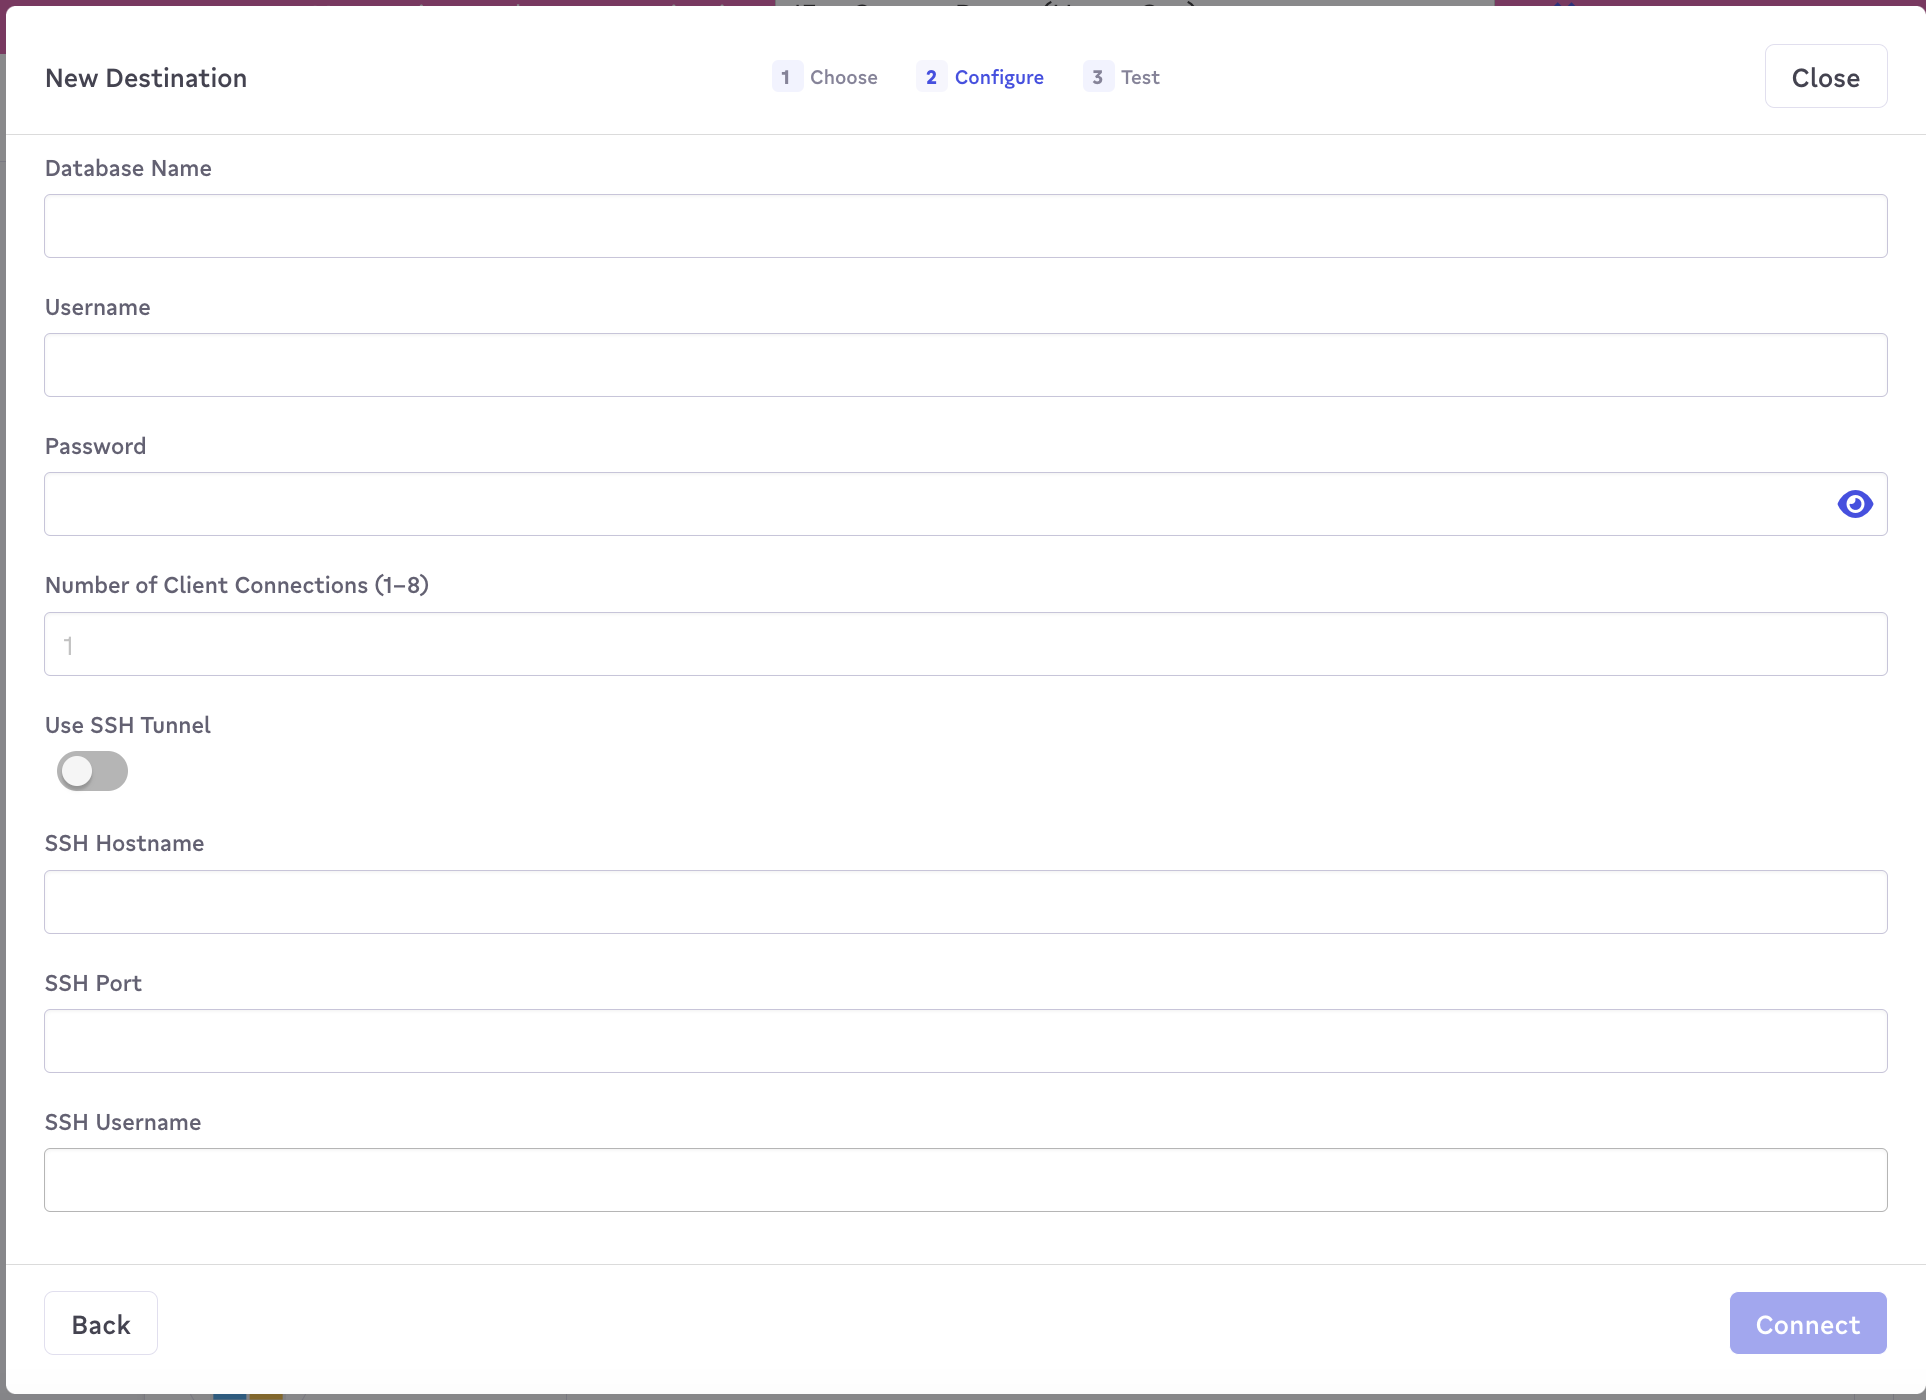 New Destination
1 Choose
2 Configure
3 Test
Close
Database Name
Username
Password
Number of Client Connections (1–8)
1
Use SSH Tunnel
SSH Hostname
SSH Port
SSH Username
Back
Connect